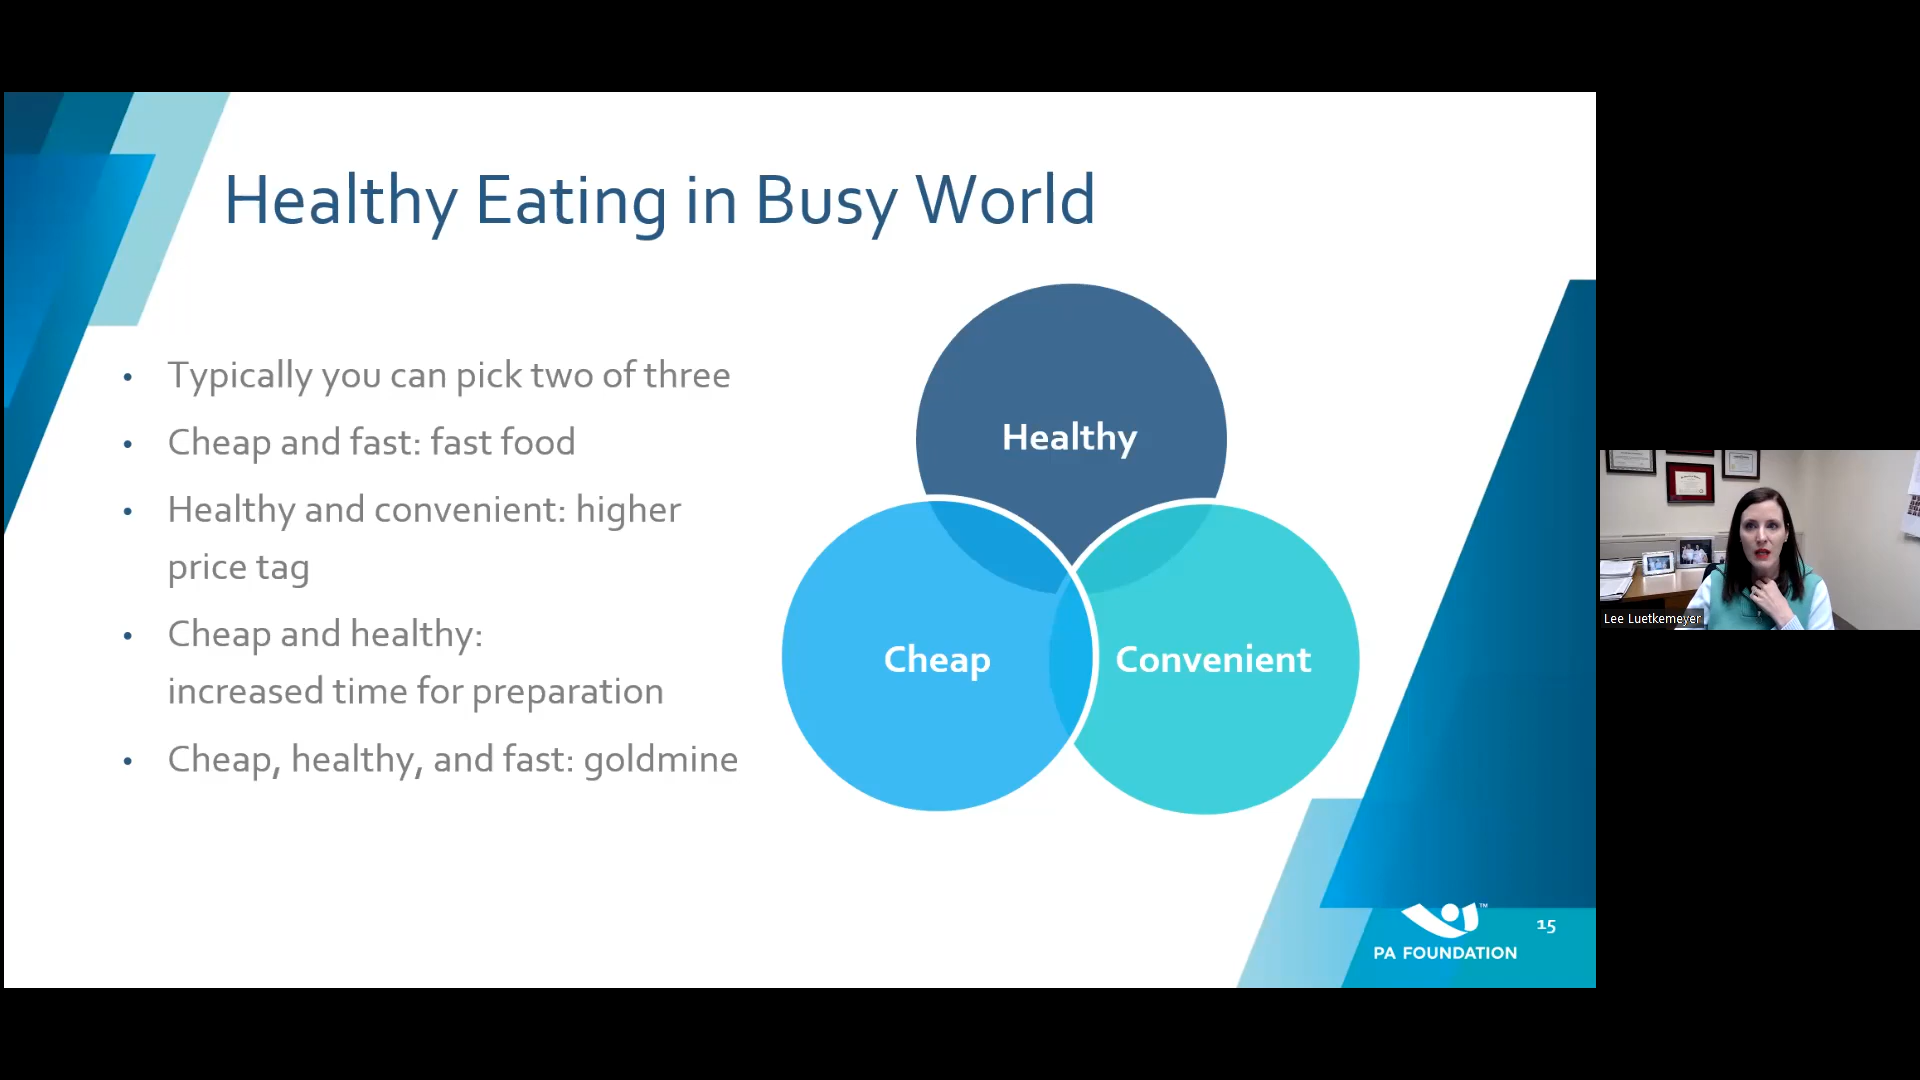 Healthy Eating in Busy World
• Typically you can pick two of three
• Cheap and fast: fast food
• Healthy and convenient: higher
price tag
• Cheap and healthy:
increased time for preparation
• Cheap, healthy, and fast: goldmine
Healthy
Cheap
Convenient
Lee Luetkemeyer
™
PA FOUNDATION
15